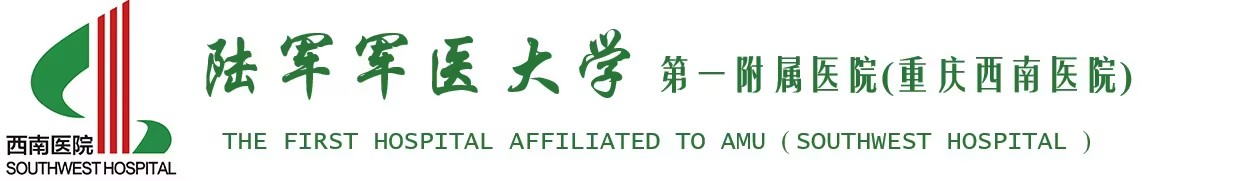 西南医院
SOUTHWEST HOSPITAL
陆军军医大学 第一附属医院(重庆西南医院)
THE FIRST HOSPITAL AFFILIATED TO AMU (SOUTHWEST HOSPITAL )